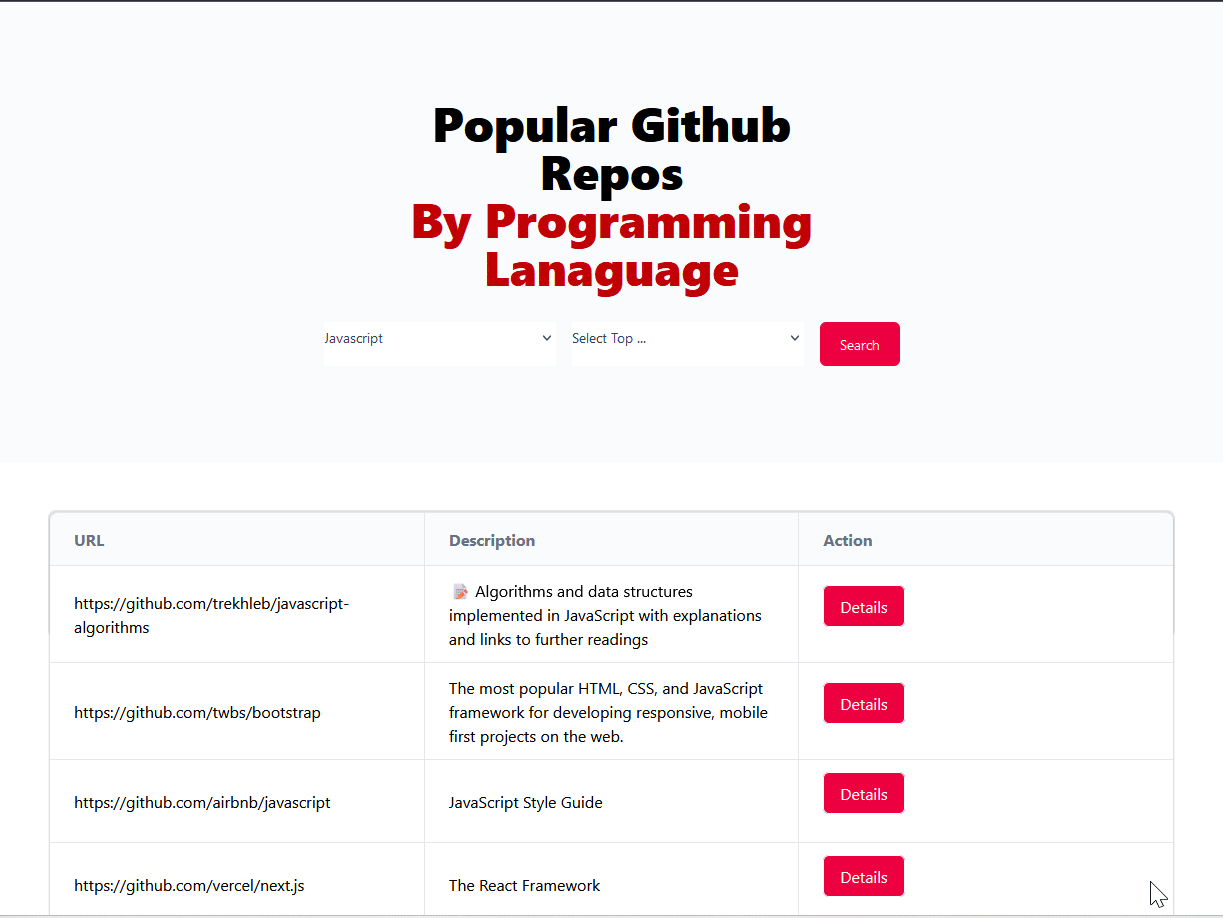 Popular Github
Repos
By Programming
Lanaguage
Javascript
Select Top ...
Search
URL
Description
Action
https://github.com/trekhleb/javascript-
algorithms
📝 Algorithms and data structures
implemented in JavaScript with explanations
and links to further readings
Details
https://github.com/twbs/bootstrap
The most popular HTML, CSS, and JavaScript
framework for developing responsive, mobile
first projects on the web.
Details
https://github.com/airbnb/javascript
JavaScript Style Guide
Details
https://github.com/vercel/next.js
The React Framework
Details